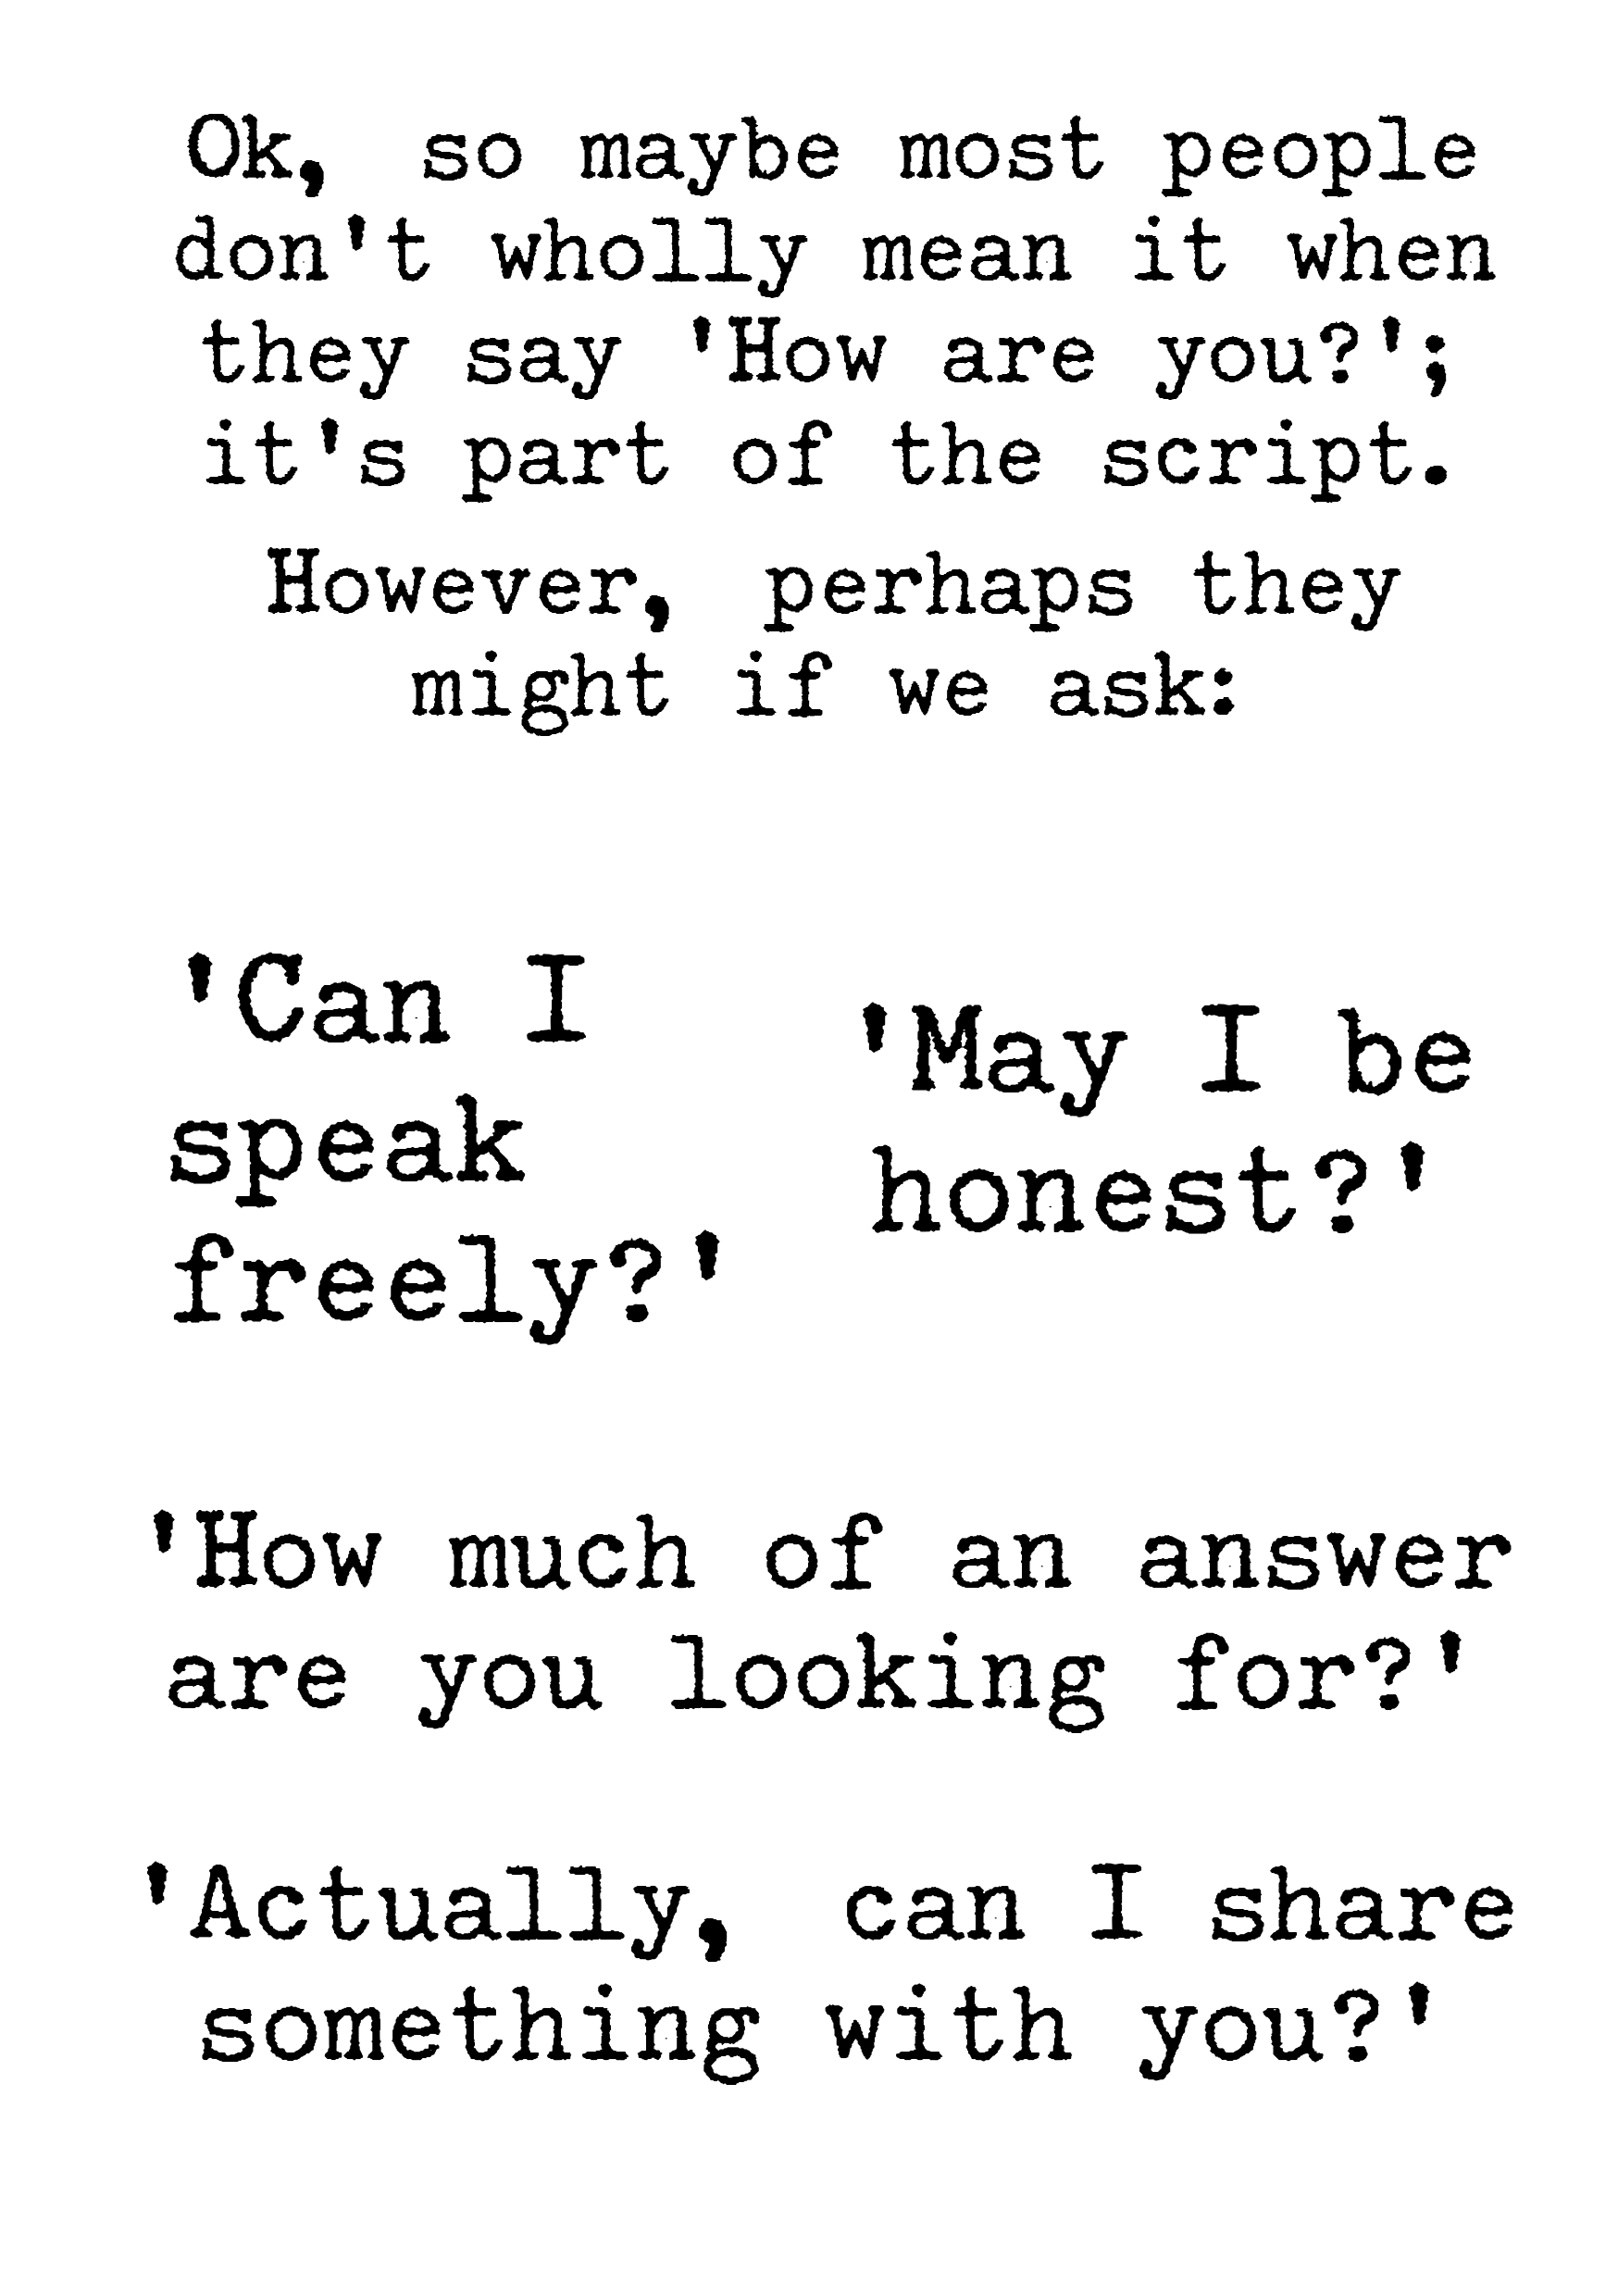 Ok, so maybe most people
don't wholly mean it when
they say 'How are you?';
it's part of the script.
However, perhaps they
might if we ask:
'Can I
speak
freely?'
'May I be
honest?'
'How much of an answer
are you looking for?'
'Actually, can I share
something with you?'